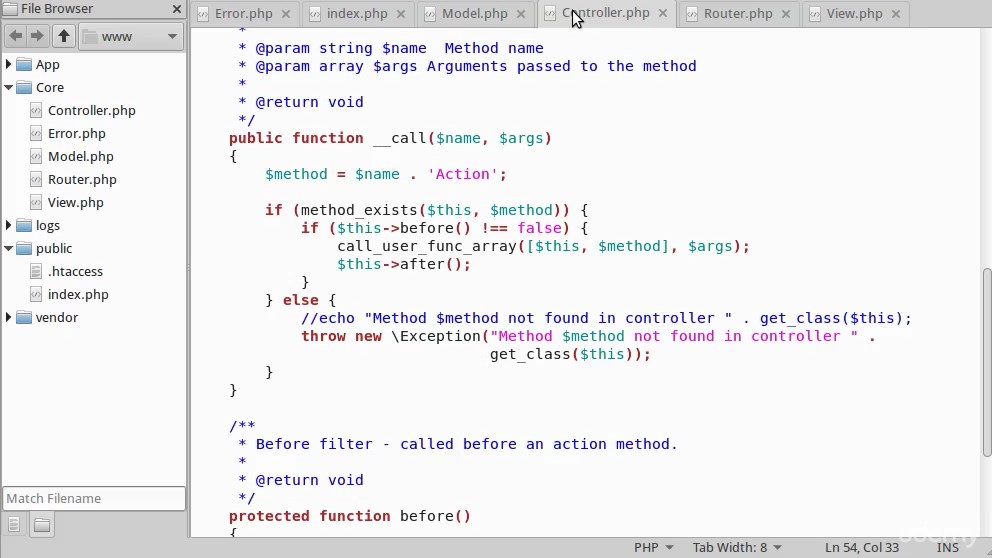 File Browser
Error.php
index.php
Model.php
Controller.php
Router.php
View.php
www
App
Core
Controller.php
Error.php
Model.php
Router.php
View.php
logs
public
.htaccess
index.php
vendor
Match Filename
*
* @param string $name  Method name
* @param array $args Arguments passed to the method
*
* @return void
*/
public function __call($name, $args)
{
$method = $name . 'Action';
if (method_exists($this, $method)) {
if ($this->before() !== false) {
call_user_func_array([$this, $method], $args);
$this->after();
}
} else {
//echo "Method $method not found in controller " . get_class($this);
throw new \Exception("Method $method not found in controller " .
get_class($this));
}
}
/**
* Before filter - called before an action method.
*
* @return void
*/
protected function before()
{
PHP
Tab Width: 8
Ln 54, Col 33
INS
udemy